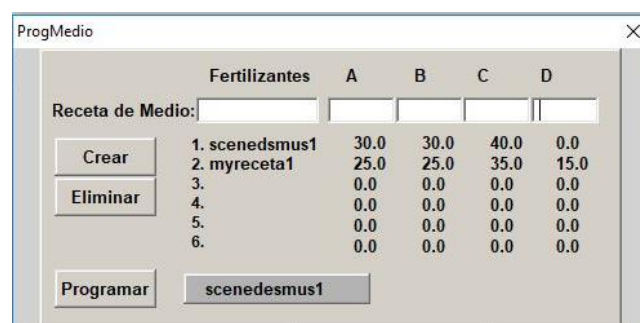 ProgMedio
Fertilizantes A B C D
Receta de Medio:
Crear
Eliminar
1. scenedsmus1 30.0 30.0 40.0 0.0
2. myreceta1 25.0 25.0 35.0 15.0
3. 0.0 0.0 0.0 0.0
4. 0.0 0.0 0.0 0.0
5. 0.0 0.0 0.0 0.0
6. 0.0 0.0 0.0 0.0
Programar scenedesmus1